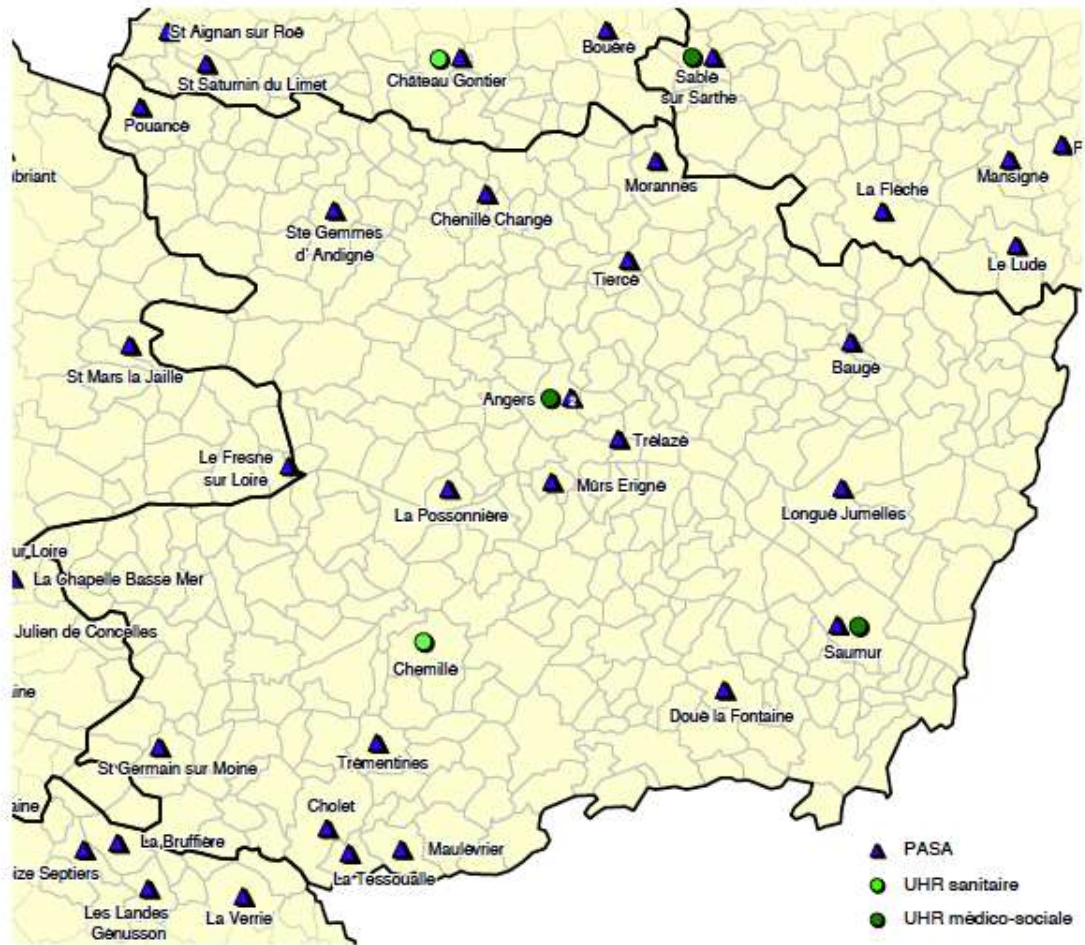 St Aignan sur Roë
Bouère
St Saturnin du Limet
Château Gontier
Sablé
sur Sarthe
Pouancé
briant
Morannes
Mansigné
P
La Flèche
Chenillé Changé
Ste Gemmes
d' Andigné
Tiercé
Le Lude
St Mars la Jaille
Baugé
Angers
2
Trélazé
Le Fresne
sur Loire
Mûrs Erigné
La Possonnière
Longué Jumelles
ur Loire
La Chapelle Basse Mer
Julien de Concelles
Chemillé
Saumur
aine
Doué la Fontaine
St Germain sur Moine
Trémentines
aine
Cholet
La Bruffière
Maulévrier
ize Septiers
La Tessoualle
Les Landes
Génusson
La Verrie
PASA
UHR sanitaire
UHR médico-sociale